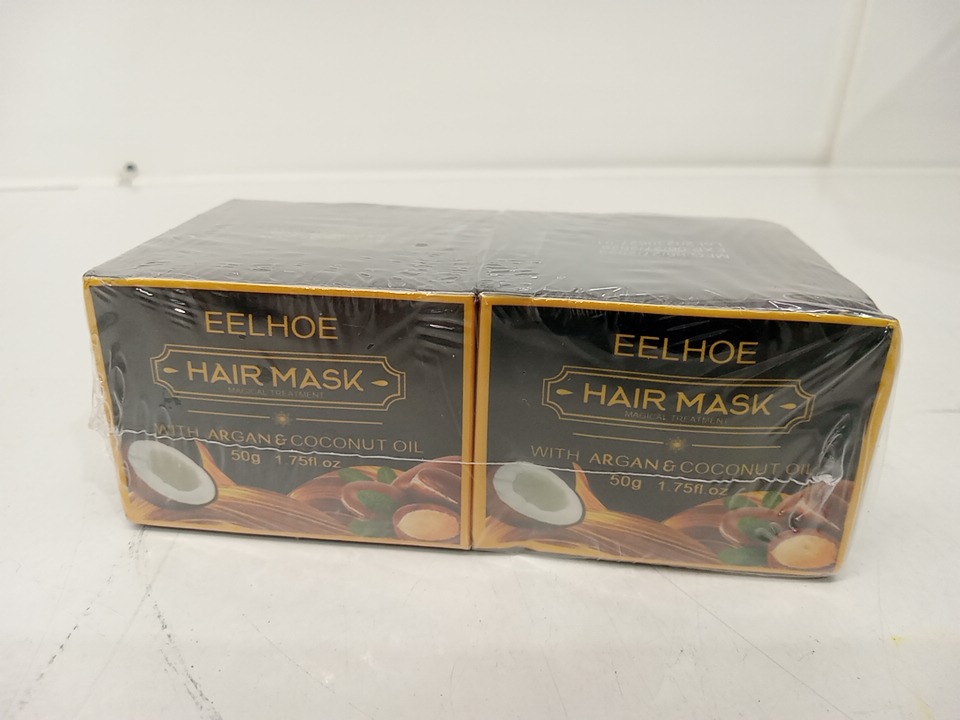 EELHOE
HAIR MASK
MAGICAL TREATMENT
WITH ARGAN & COCONUT OIL
50g 1.75fl oz
EELHOE
HAIR MASK
MAGICAL TREATMENT
WITH ARGAN & COCONUT OIL
50g 1.75fl oz